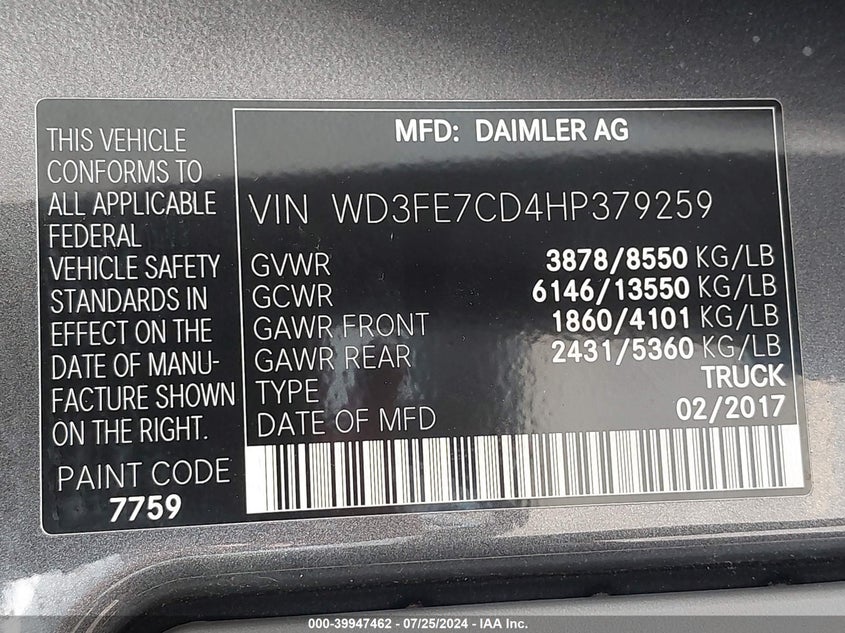 THIS VEHICLE
CONFORMS TO
ALL APPLICABLE
FEDERAL
VEHICLE SAFETY
STANDARDS IN
EFFECT ON THE
DATE OF MANU-
FACTURE SHOWN
ON THE RIGHT.
PAINT CODE
7759
MFD: DAIMLER AG
VIN WD3FE7CD4HP379259
GVWR 3878/8550 KG/LB
GCWR 6146/13550 KG/LB
GAWR FRONT 1860/4101 KG/LB
GAWR REAR 2431/5360 KG/LB
TYPE TRUCK
DATE OF MFD 02/2017
000-39947462 - 07/25/2024 - IAA Inc.